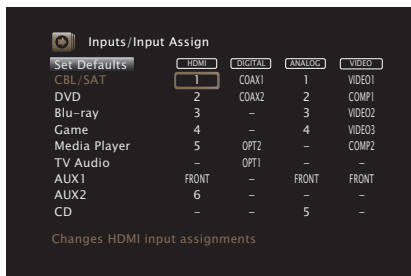 Inputs/Input Assign
Set Defaults HDMI DIGITAL ANALOG VIDEO
CBL/SAT 1 COAX1 1 VIDEO1
DVD 2 COAX2 2 COMP1
Blu-ray 3 – 3 VIDEO2
Game 4 – 4 VIDEO3
Media Player 5 OPT2 – COMP2
TV Audio – OPT1 – –
AUX1 FRONT – FRONT FRONT
AUX2 6 – – –
CD – – 5 –
Changes HDMI input assignments